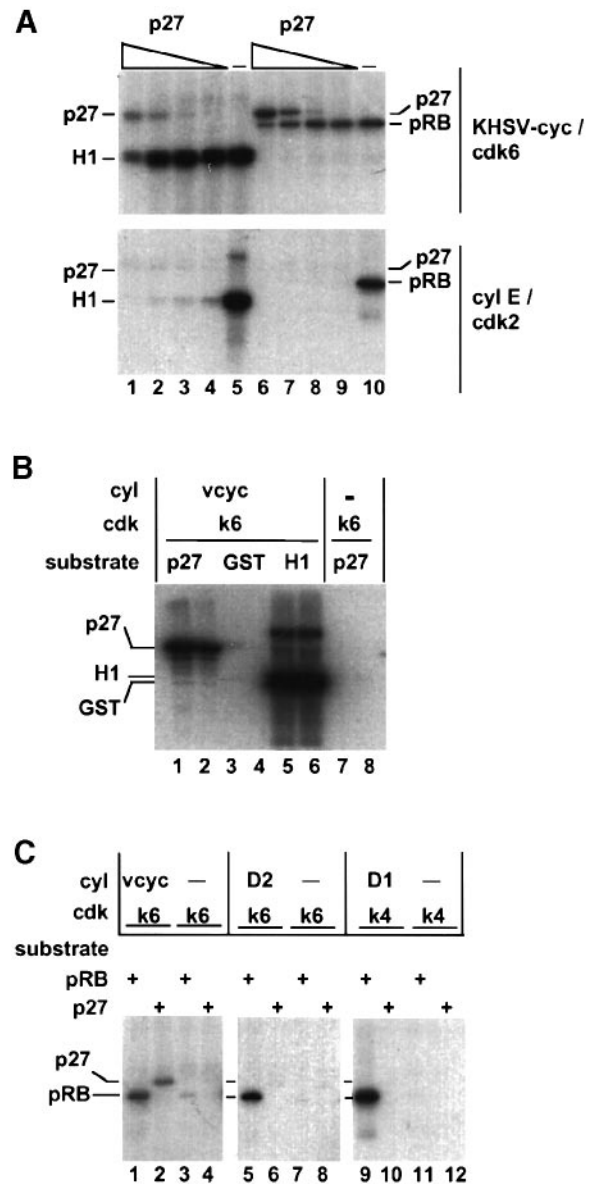 A
p27 p27
— —
p27 – – p27
H1 – – pRB
KHSV-cyc /
cdk6
p27 – – p27
H1 – – pRB
cyl E /
cdk2
1 2 3 4 5 6 7 8 9 10
B
cyl vcyc -
cdk k6 k6
substrate p27 GST H1 p27
p27
H1
GST
1 2 3 4 5 6 7 8
C
cyl vcyc — D2 — D1 —
cdk k6 k6 k6 k6 k4 k4
substrate
pRB + + + + + +
p27 + + + + + +
p27
pRB
1 2 3 4 5 6 7 8 9 10 11 12